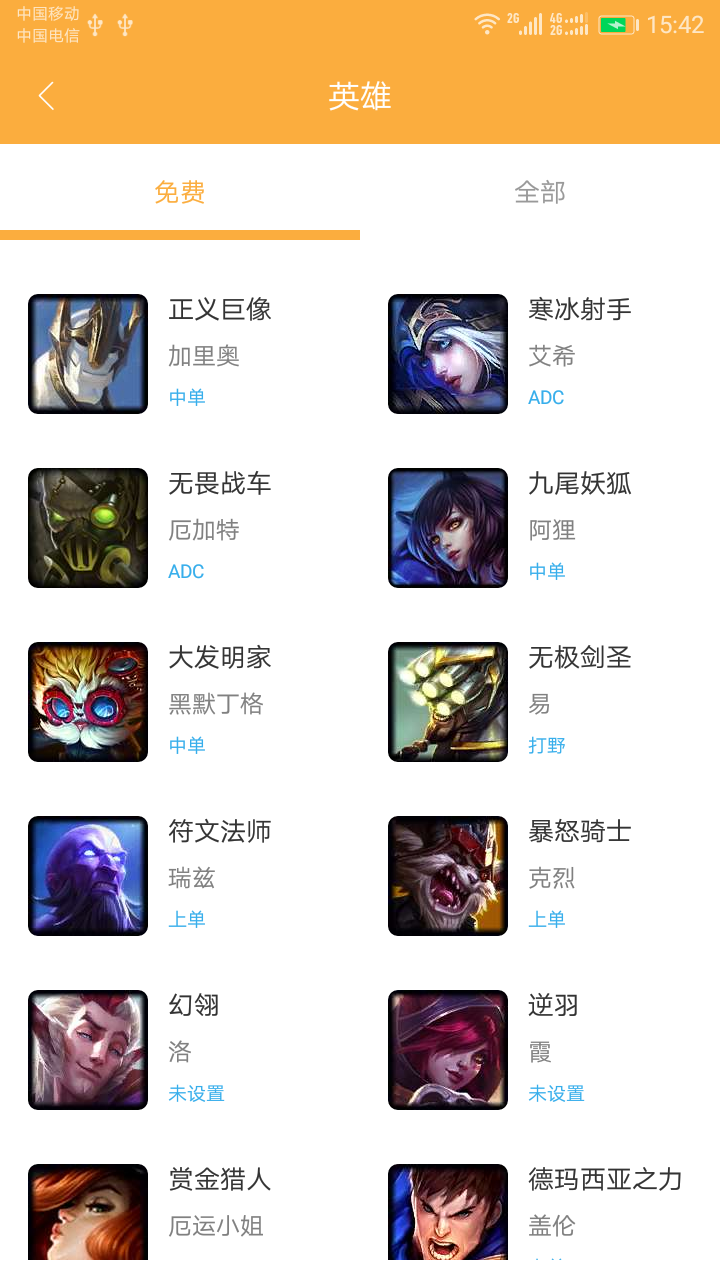 中国移动
中国电信
2G 4G 2G 15:42
英雄
免费 全部
正义巨像
加里奥
中单
寒冰射手
艾希
ADC
无畏战车
厄加特
ADC
九尾妖狐
阿狸
中单
大发明家
黑默丁格
中单
无极剑圣
易
打野
符文法师
瑞兹
上单
暴怒骑士
克烈
上单
幻翎
洛
未设置
逆羽
霞
未设置
赏金猎人
厄运小姐
德玛西亚之力
盖伦